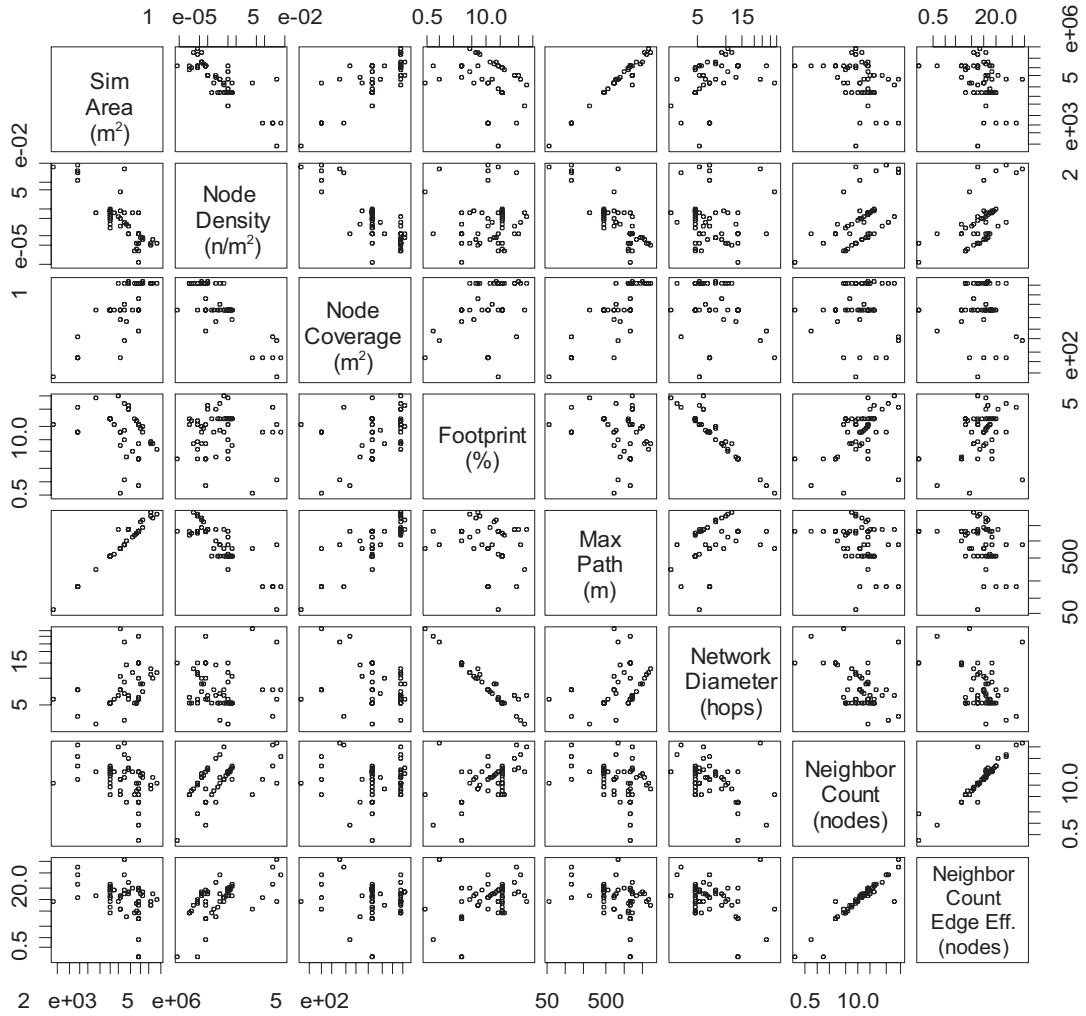 1 e-05 5 e-02 0.5 10.0 5 15 0.5 20.0
Sim
Area
(m²)
e+03 5 e+06
e-02
Node
Density
(n/m²)
e-05 5
2
Node
Coverage
(m²)
1
e+02
Footprint
(%)
0.5 10.0
5
Max
Path
(m)
50 500
Network
Diameter
(hops)
5 15
Neighbor
Count
(nodes)
0.5 10.0
Neighbor
Count
Edge Eff.
(nodes)
0.5 20.0
2 e+03 5 e+06 5 e+02 50 500 0.5 10.0